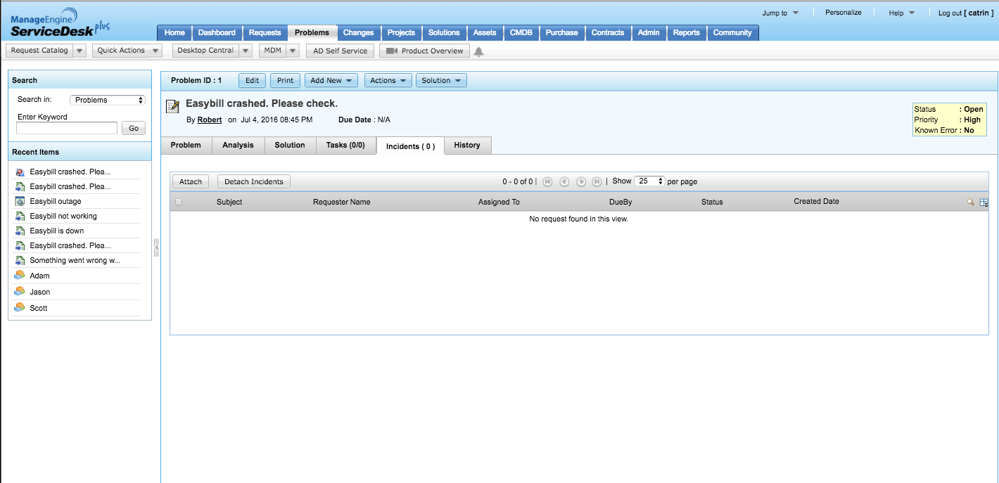 Jump to Personalize Help Log out [ catrin ]
ManageEngine
ServiceDesk plus
Home Dashboard Requests Problems Changes Projects Solutions Assets CMDB Purchase Contracts Admin Reports Community
Request Catalog Quick Actions Desktop Central MDM AD Self Service Product Overview
Search
Search in: Problems
Enter Keyword
Go
Recent Items
Easybill crashed. Plea...
Easybill crashed. Plea...
Easybill outage
Easybill not working
Easybill is down
Easybill crashed. Plea...
Something went wrong w...
Adam
Jason
Scott
Problem ID : 1 Edit Print Add New Actions Solution
Easybill crashed. Please check.
By Robert on Jul 4, 2016 08:45 PM Due Date : N/A
Status : Open
Priority : High
Known Error : No
Problem Analysis Solution Tasks (0/0) Incidents ( 0 ) History
Attach Detach Incidents 0 - 0 of 0 | | Show 25 per page
Subject Requester Name Assigned To DueBy Status Created Date
No request found in this view.